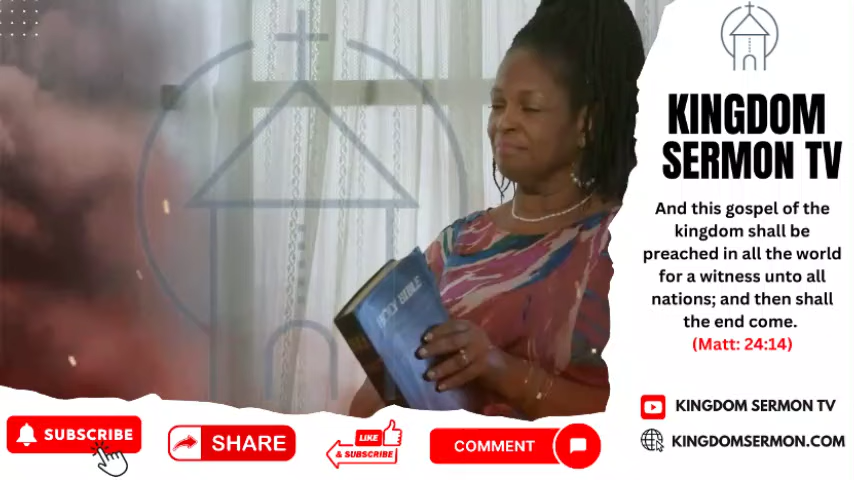 KINGDOM
SERMON TV
And this gospel of the
kingdom shall be
preached in all the world
for a witness unto all
nations; and then shall
the end come.
(Matt: 24:14)
HOLY BIBLE
KINGDOM SERMON TV
KINGDOMSERMON.COM
SUBSCRIBE
SHARE
LIKE
& SUBSCRIBE
COMMENT